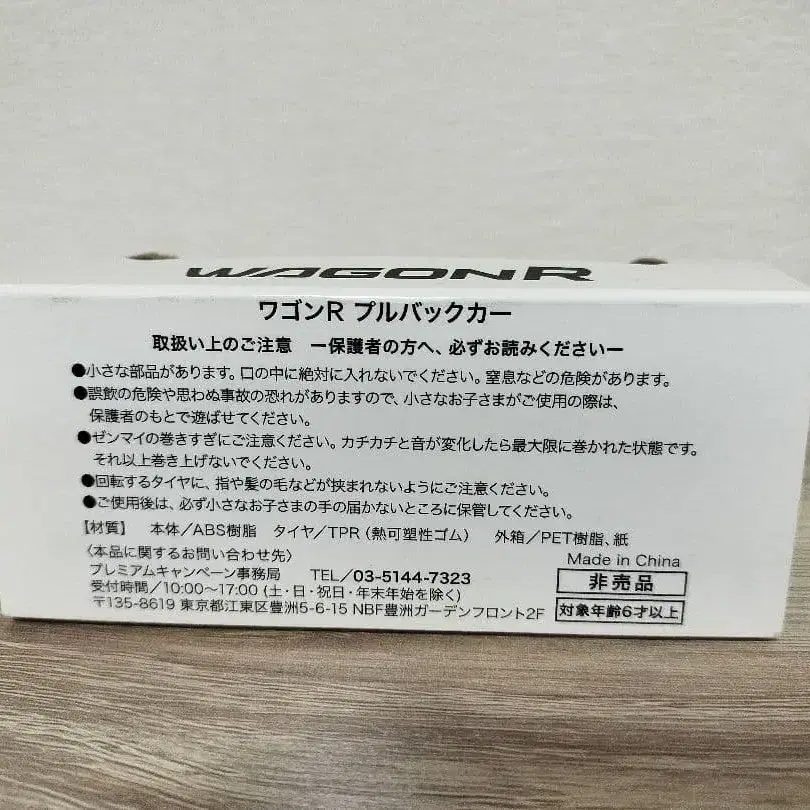 WAGON R
ワゴンR プルバックカー
取扱い上のご注意 ー保護者の方へ、必ずお読みくださいー
●小さな部品があります。口の中に絶対に入れないでください。窒息などの危険があります。
●誤飲の危険や思わぬ事故の恐れがありますので、小さなお子さまがご使用の際は、
保護者のもとで遊ばせてください。
●ゼンマイの巻きすぎにご注意ください。カチカチと音が変化したら最大限に巻かれた状態です。
それ以上巻き上げないでください。
●回転するタイヤに、指や髪の毛などが挟まれないようにご注意ください。
●ご使用後は、必ず小さなお子さまの手の届かないところに保管してください。
【材質】 本体/ABS樹脂 タイヤ/TPR(熱可塑性ゴム) 外箱/PET樹脂、紙
〈本品に関するお問い合わせ先〉
プレミアムキャンペーン事務局 TEL/03-5144-7323
受付時間/10:00~17:00 (土・日・祝日・年末年始を除く)
〒135-8619 東京都江東区豊洲5-6-15 NBF豊洲ガーデンフロント2F
Made in China
非売品
対象年齢6才以上